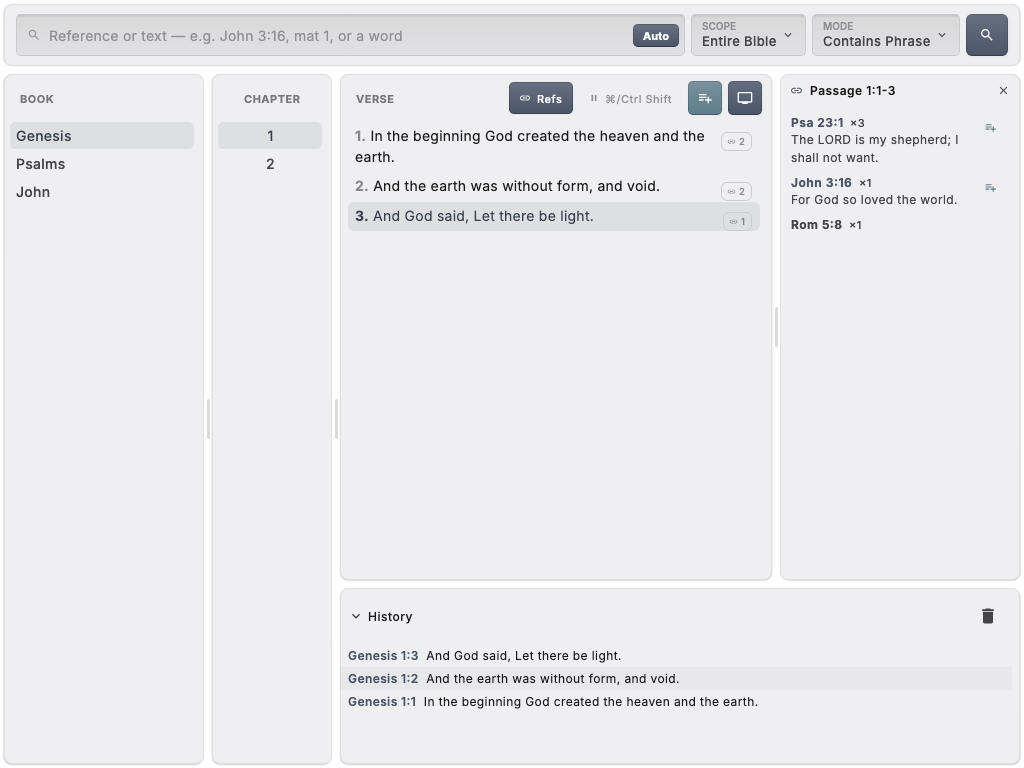 Reference or text — e.g. John 3:16, mat 1, or a word
Auto
SCOPE
Entire Bible
MODE
Contains Phrase
BOOK
Genesis
Psalms
John
CHAPTER
1
2
VERSE
Refs
⌘/Ctrl Shift
1. In the beginning God created the heaven and the
earth.
2
2. And the earth was without form, and void.
2
3. And God said, Let there be light.
1
Passage 1:1-3
Psa 23:1 ×3
The LORD is my shepherd; I
shall not want.
John 3:16 ×1
For God so loved the world.
Rom 5:8 ×1
History
Genesis 1:3 And God said, Let there be light.
Genesis 1:2 And the earth was without form, and void.
Genesis 1:1 In the beginning God created the heaven and the earth.